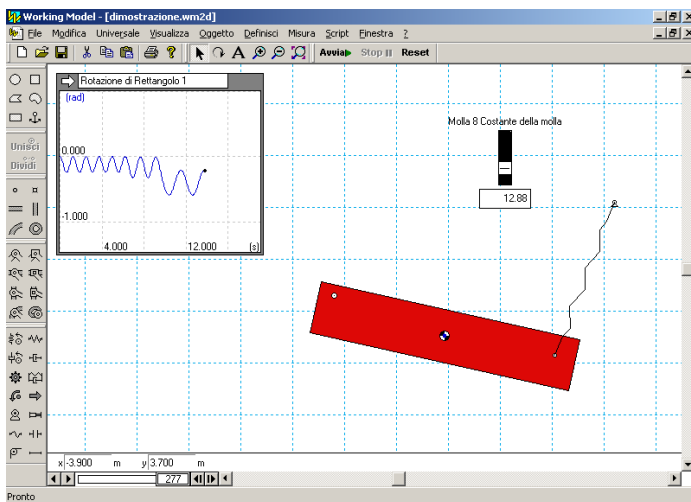 Working Model - [dimostrazione.wm2d]
File Modifica Universale Visualizza Oggetto Definisci Misura Script Finestra ?
A Avvia Stop Reset
Rotazione di Rettangolo 1
(rad)
0.000
-1.000
4.000 12.000 (s)
Molla 8 Costante della molla
12.88
Unisci
Dividi
x -3.900 m y 3.700 m
277
Pronto